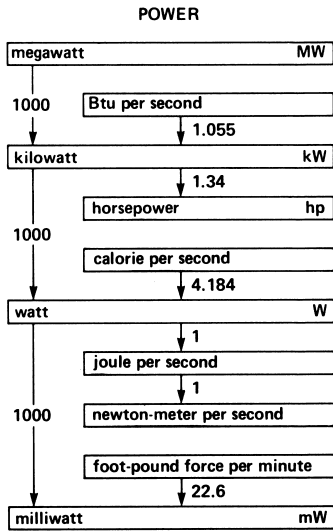 POWER
megawatt MW
1000
Btu per second
1.055
kilowatt kW
1.34
horsepower hp
1000
calorie per second
4.184
watt W
1
joule per second
1
1000
newton-meter per second
foot-pound force per minute
22.6
milliwatt mW